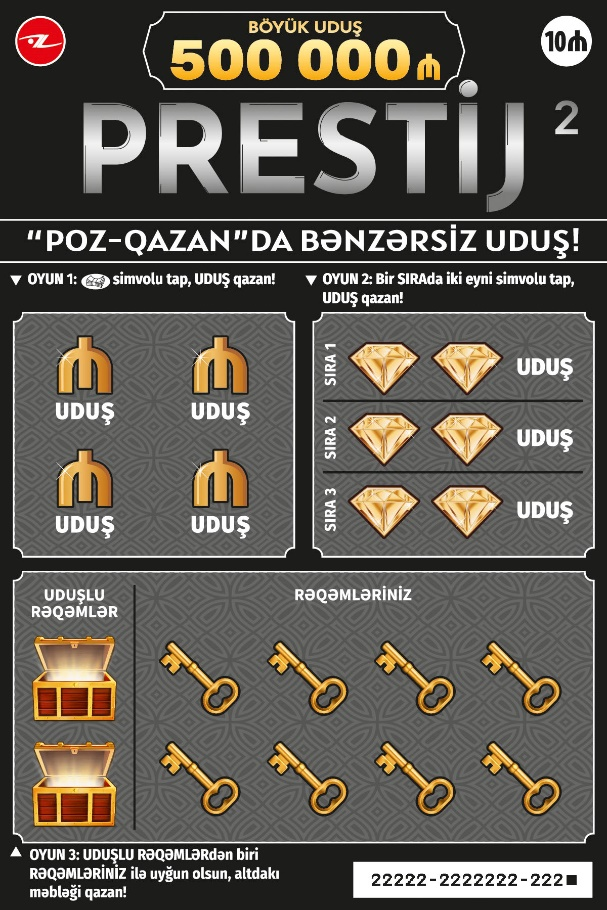 BÖYÜK UDUŞ
500 000₼
10₼
PRESTİJ 2
“POZ-QAZAN”DA BƏNZƏRSİZ UDUŞ!
OYUN 1: simvolu tap, UDUŞ qazan!
OYUN 2: Bir SIRAda iki eyni simvolu tap,
UDUŞ qazan!
₼ ₼
UDUŞ UDUŞ
₼ ₼
UDUŞ UDUŞ
SIRA 1 UDUŞ
SIRA 2 UDUŞ
SIRA 3 UDUŞ
UDUŞLU
RƏQƏMLƏR
RƏQƏMLƏRİNİZ
OYUN 3: UDUŞLU RƏQƏMLƏRdən biri
RƏQƏMLƏRİNİZ ilə uyğun olsun, altdakı
məbləği qazan!
22222-2222222-222■